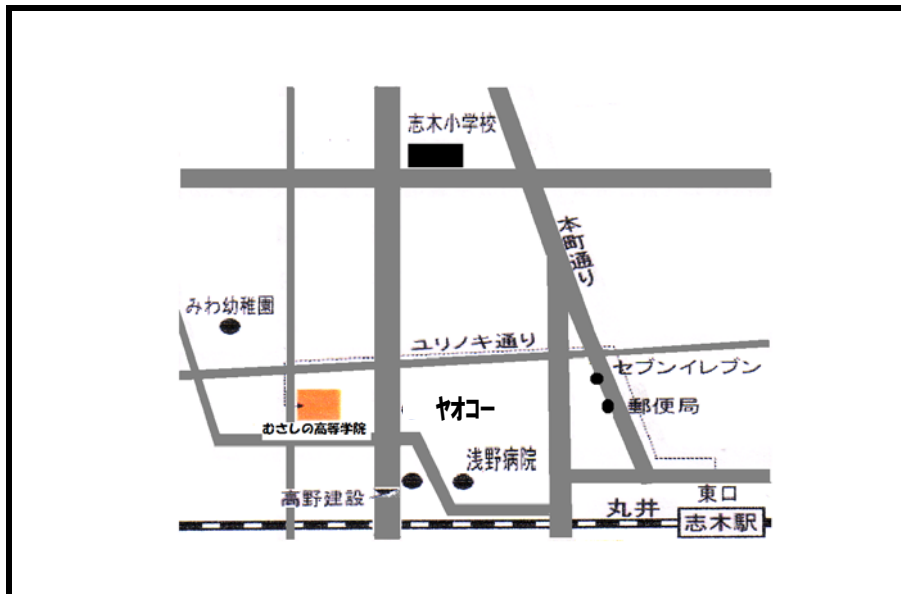 志木小学校
本町通り
みわ幼稚園
ユリノキ通り
セブンイレブン
郵便局
ヤオコー
むさしの高等学院
浅野病院
高野建設
東口
丸井
志木駅